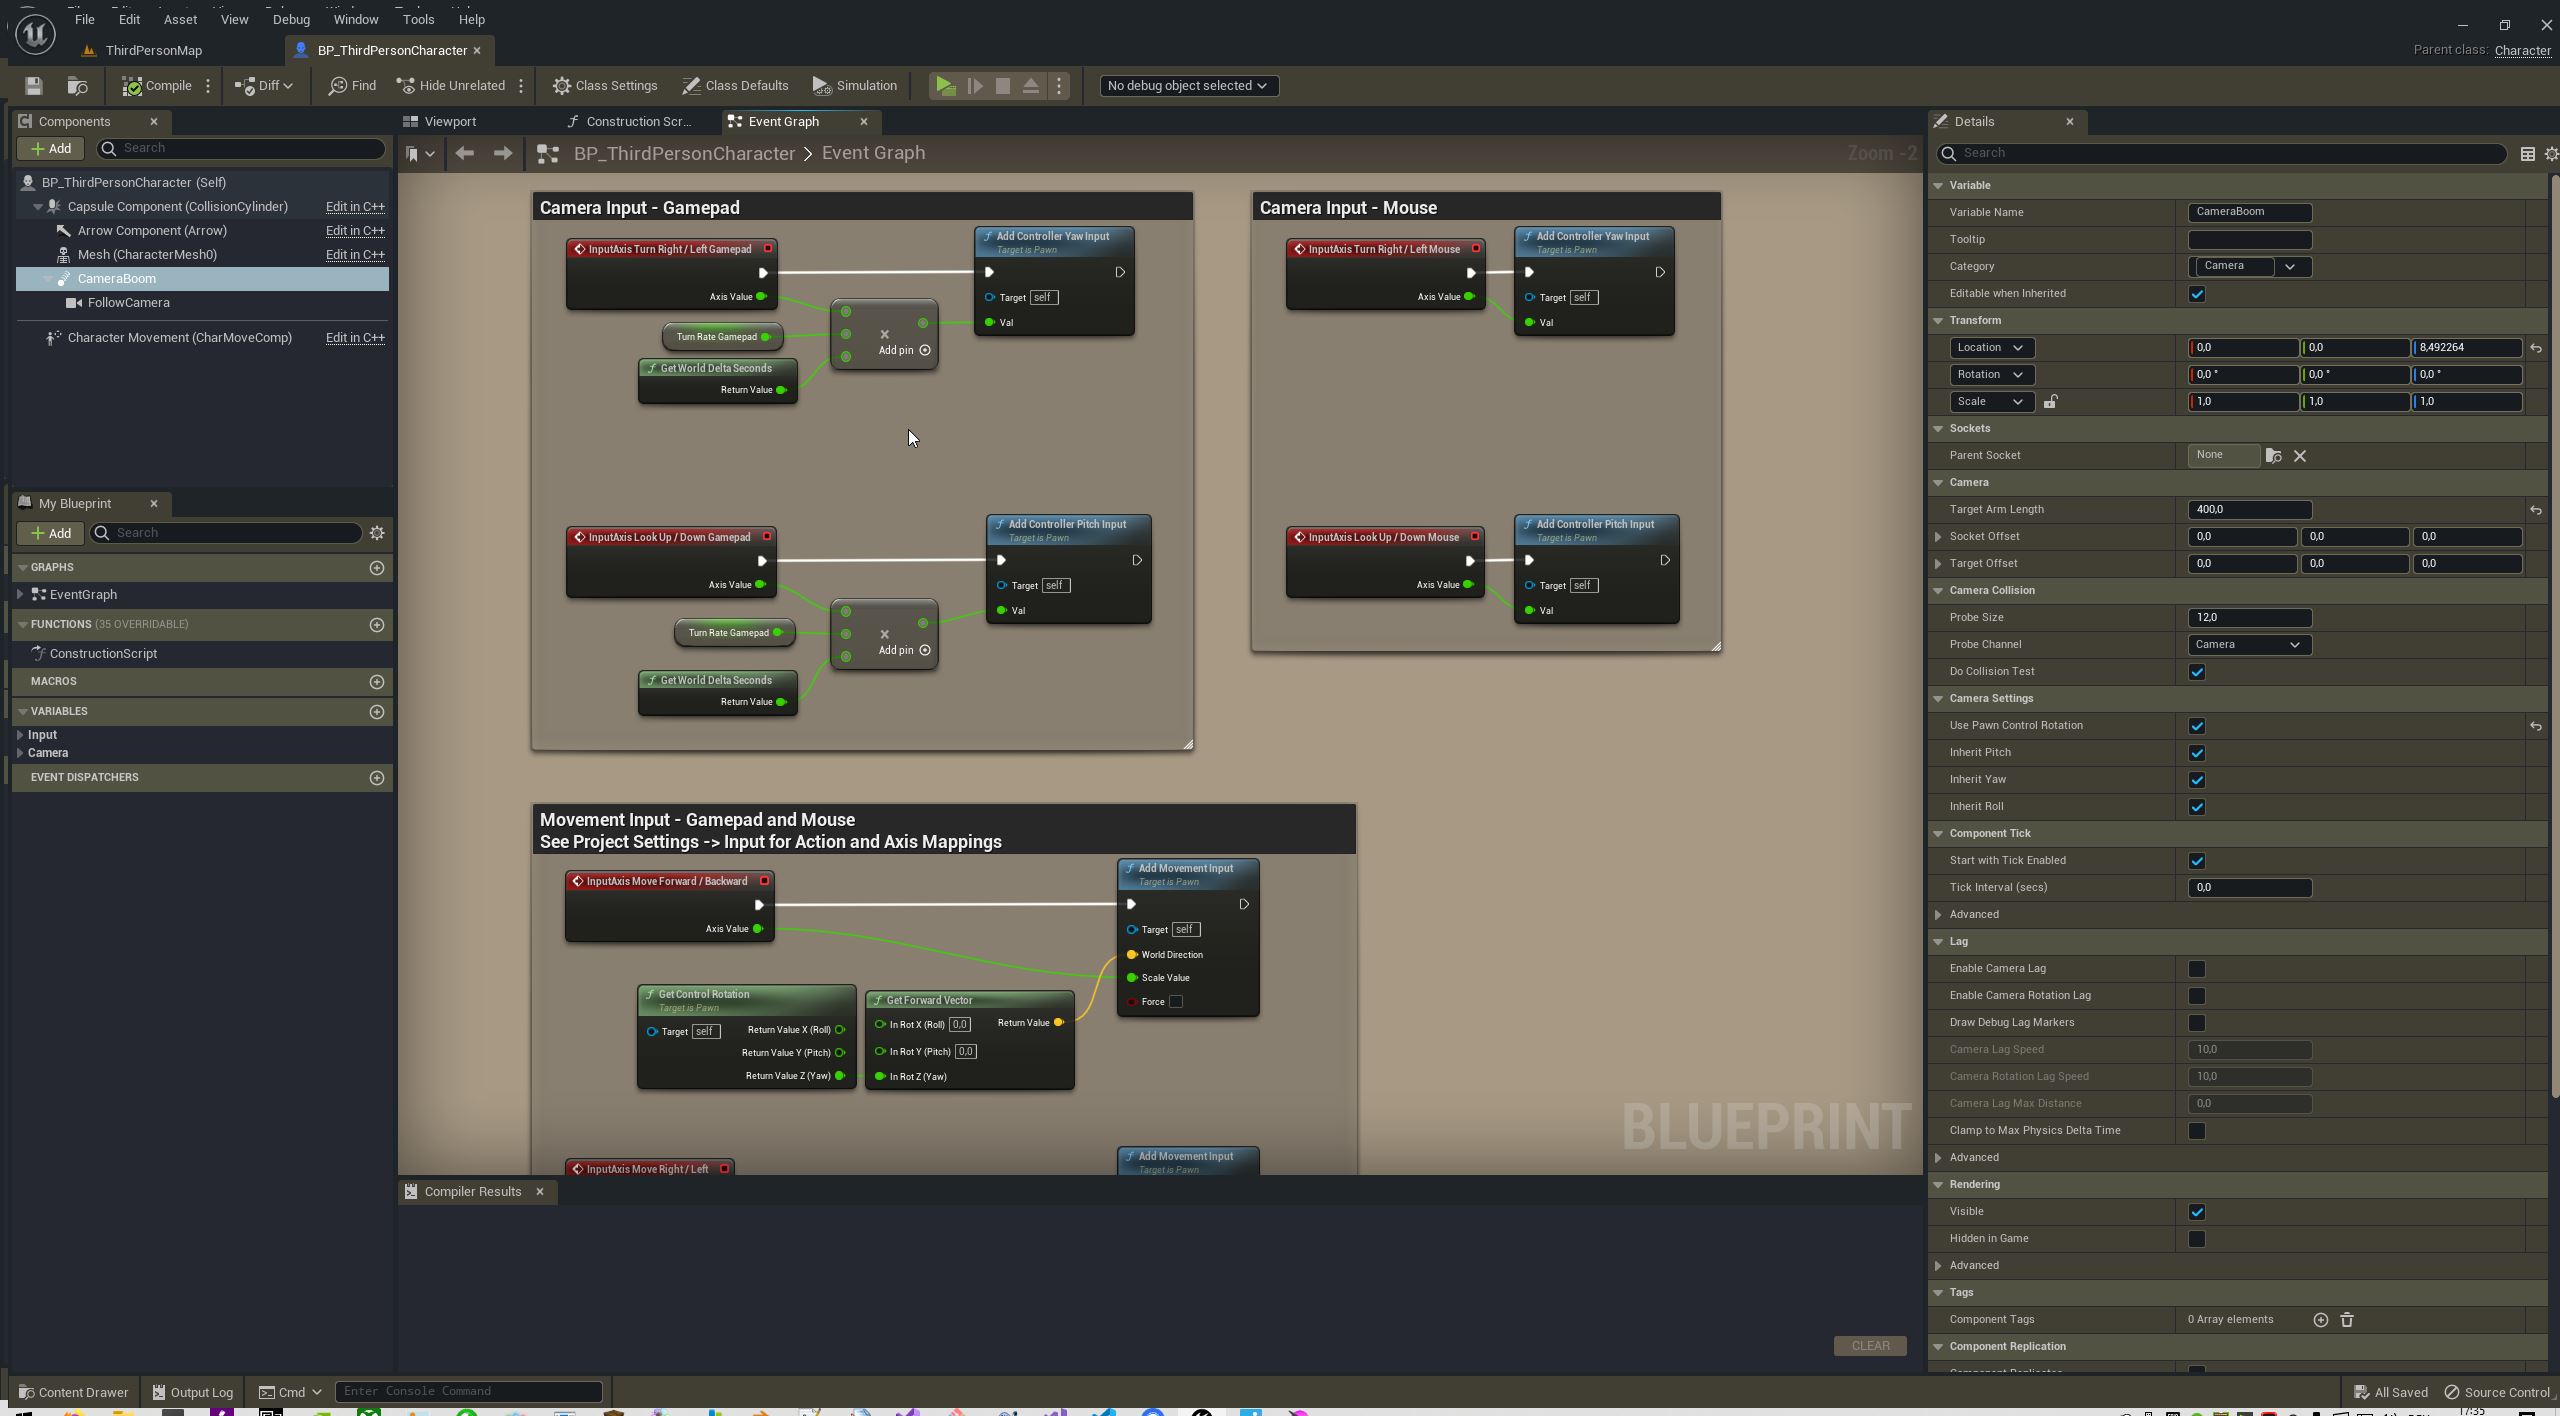 File Edit Asset View Debug Window Tools Help
ThirdPersonMap
BP_ThirdPersonCharacter
Parent class: Character
Compile
Diff
Find
Hide Unrelated
Class Settings
Class Defaults
Simulation
No debug object selected
Components
Add
Search
BP_ThirdPersonCharacter (Self)
Capsule Component (CollisionCylinder) Edit in C++
Arrow Component (Arrow) Edit in C++
Mesh (CharacterMesh0) Edit in C++
CameraBoom
FollowCamera
Character Movement (CharMoveComp) Edit in C++
My Blueprint
Add
Search
GRAPHS
EventGraph
FUNCTIONS (35 OVERRIDABLE)
ConstructionScript
MACROS
VARIABLES
Input
Camera
EVENT DISPATCHERS
Viewport
Construction Scr...
Event Graph
BP_ThirdPersonCharacter > Event Graph
Zoom -2
Camera Input - Gamepad
InputAxis Turn Right / Left Gamepad
Axis Value
Turn Rate Gamepad
Get World Delta Seconds
Return Value
Add pin
Add Controller Yaw Input
Target is Pawn
Target self
Val
InputAxis Look Up / Down Gamepad
Axis Value
Turn Rate Gamepad
Get World Delta Seconds
Return Value
Add pin
Add Controller Pitch Input
Target is Pawn
Target self
Val
Camera Input - Mouse
InputAxis Turn Right / Left Mouse
Axis Value
Add Controller Yaw Input
Target is Pawn
Target self
Val
InputAxis Look Up / Down Mouse
Axis Value
Add Controller Pitch Input
Target is Pawn
Target self
Val
Movement Input - Gamepad and Mouse
See Project Settings -> Input for Action and Axis Mappings
InputAxis Move Forward / Backward
Axis Value
Get Control Rotation
Target is Pawn
Target self
Return Value X (Roll)
Return Value Y (Pitch)
Return Value Z (Yaw)
Get Forward Vector
In Rot X (Roll) 0,0
Return Value
In Rot Y (Pitch) 0,0
In Rot Z (Yaw)
Add Movement Input
Target is Pawn
Target self
World Direction
Scale Value
Force
InputAxis Move Right / Left
Add Movement Input
Target is Pawn
BLUEPRINT
Compiler Results
CLEAR
Details
Search
Variable
Variable Name CameraBoom
Tooltip
Category Camera
Editable when Inherited
Transform
Location 0,0 0,0 8,492264
Rotation 0,0 ° 0,0 ° 0,0 °
Scale 1,0 1,0 1,0
Sockets
Parent Socket None
Camera
Target Arm Length 400,0
Socket Offset 0,0 0,0 0,0
Target Offset 0,0 0,0 0,0
Camera Collision
Probe Size 12,0
Probe Channel Camera
Do Collision Test
Camera Settings
Use Pawn Control Rotation
Inherit Pitch
Inherit Yaw
Inherit Roll
Component Tick
Start with Tick Enabled
Tick Interval (secs) 0,0
Advanced
Lag
Enable Camera Lag
Enable Camera Rotation Lag
Draw Debug Lag Markers
Camera Lag Speed 10,0
Camera Rotation Lag Speed 10,0
Camera Lag Max Distance 0,0
Clamp to Max Physics Delta Time
Advanced
Rendering
Visible
Hidden in Game
Advanced
Tags
Component Tags 0 Array elements
Component Replication
Content Drawer
Output Log
Cmd
Enter Console Command
All Saved
Source Control
17:35